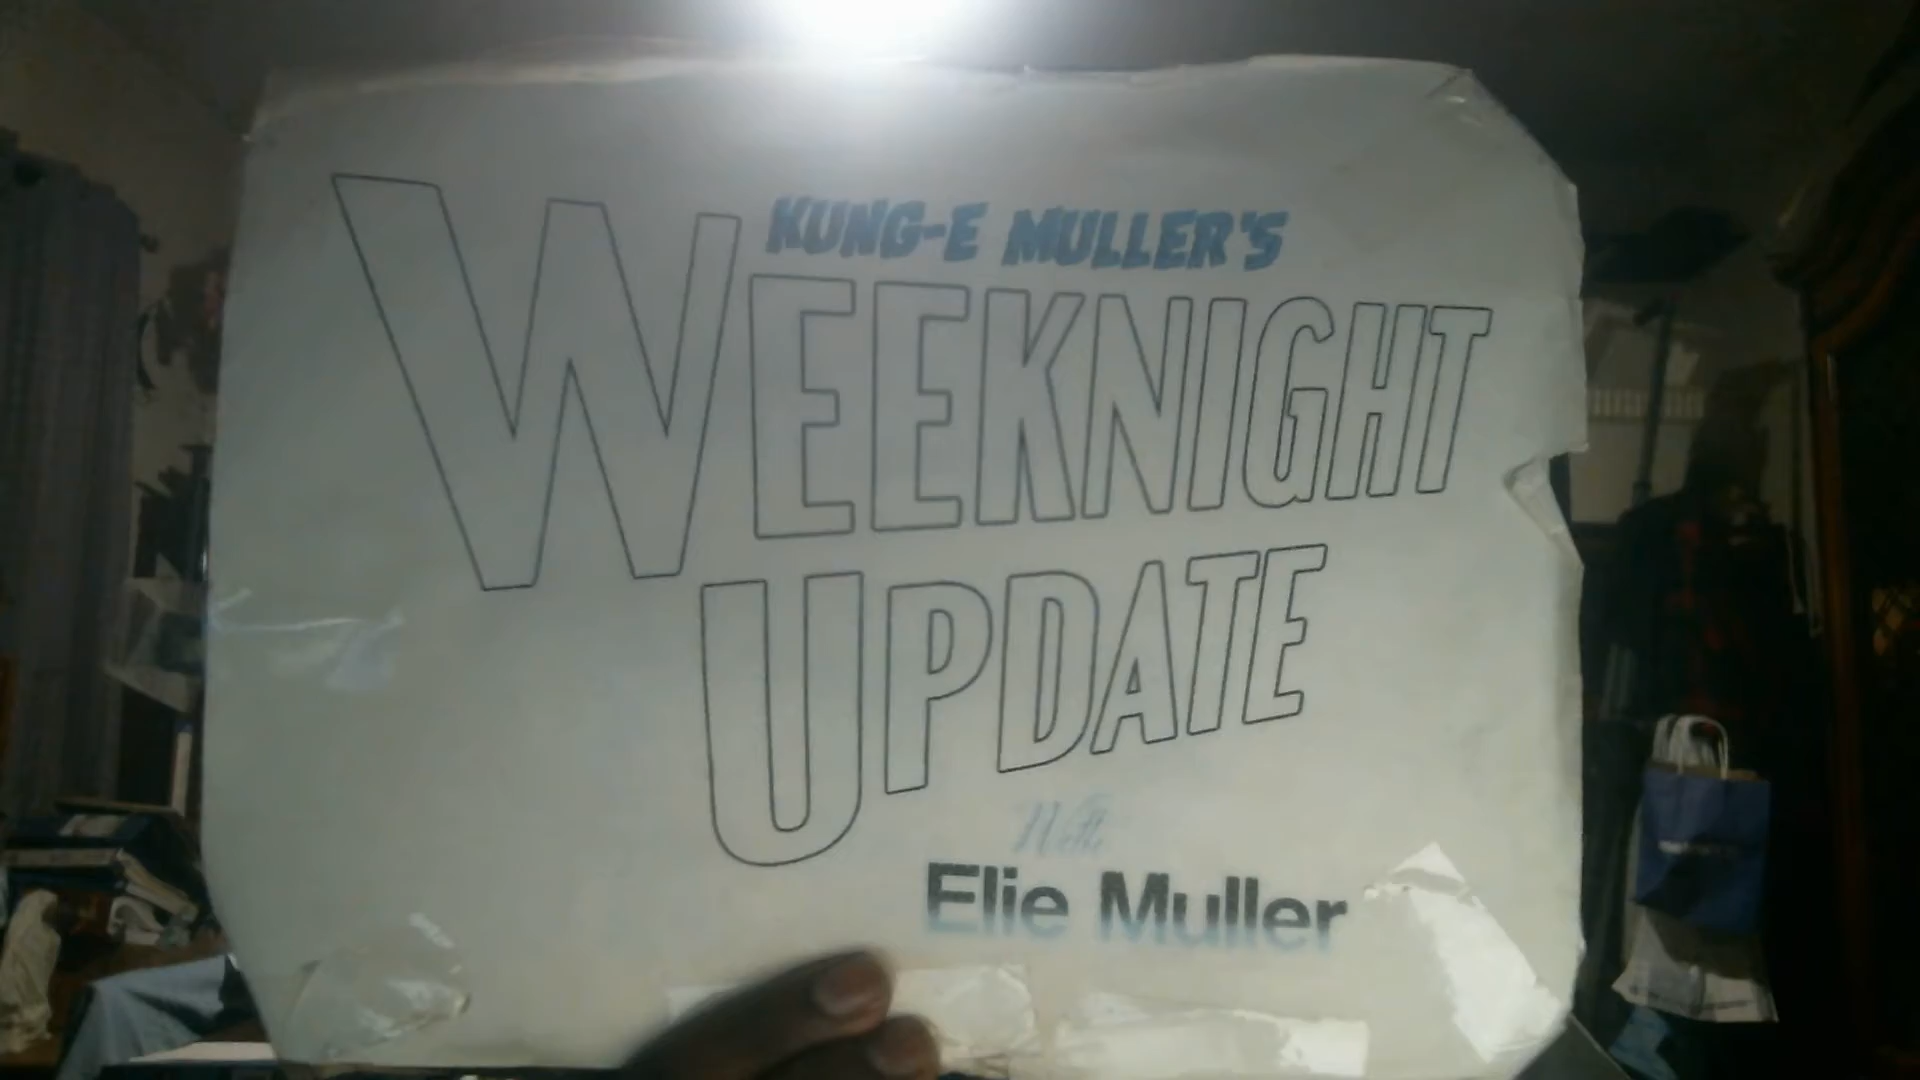 KUNG-E MULLER'S
WEEKNIGHT
UPDATE
With
Elie Muller